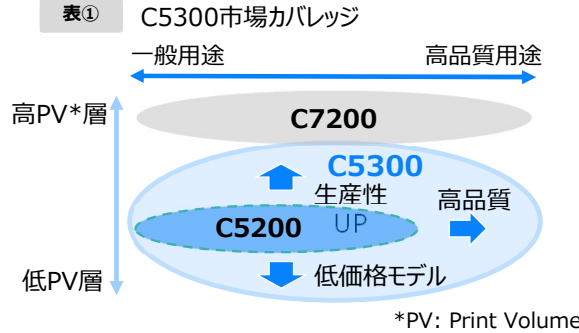 表① C5300市場カバレッジ
一般用途 高品質用途
高PV*層
C7200
C5300
生産性
UP
高品質
C5200
低PV層
低価格モデル
*PV: Print Volume